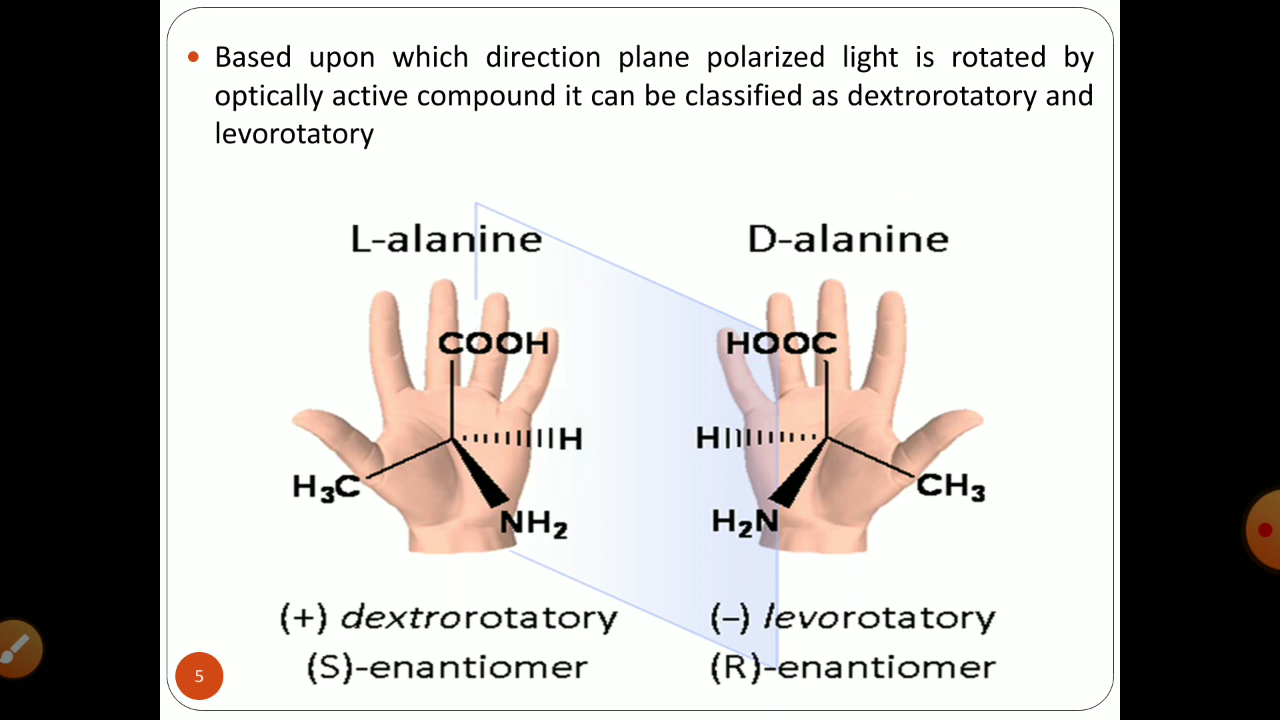 • Based upon which direction plane polarized light is rotated by
optically active compound it can be classified as dextrorotatory and
levorotatory
L-alanine
D-alanine
COOH
H
H₃C
NH₂
HOOC
H
CH₃
H₂N
(+) dextrorotatory
(S)-enantiomer
(–) levorotatory
(R)-enantiomer
5